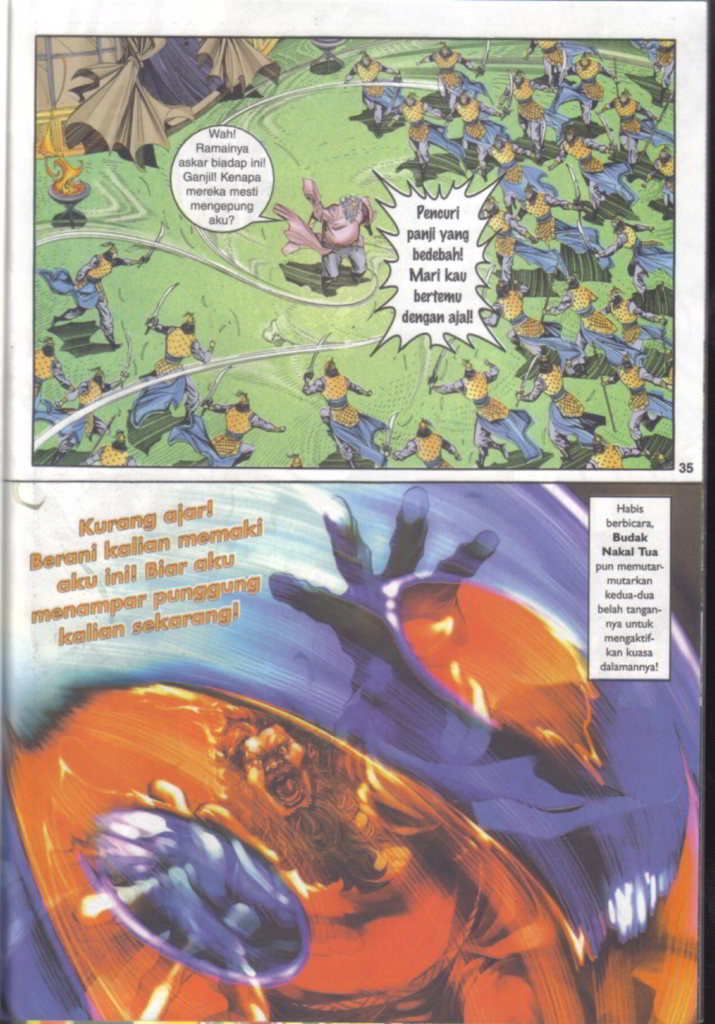 Wah!
Ramainya
askar biadap ini!
Ganjil! Kenapa
mereka mesti
mengepung
aku?
Pencuri
panji yang
bedebah!
Mari kau
bertemu
dengan ajal!
35
Kurang ajar!
Berani kalian memaki
aku ini! Biar aku
menampar punggung
kalian sekarang!
Habis
berbicara,
Budak
Nakal Tua
pun memutar-
mutarkan
kedua-dua
belah tangan-
nya untuk
mengaktif-
kan kuasa
dalamannya!